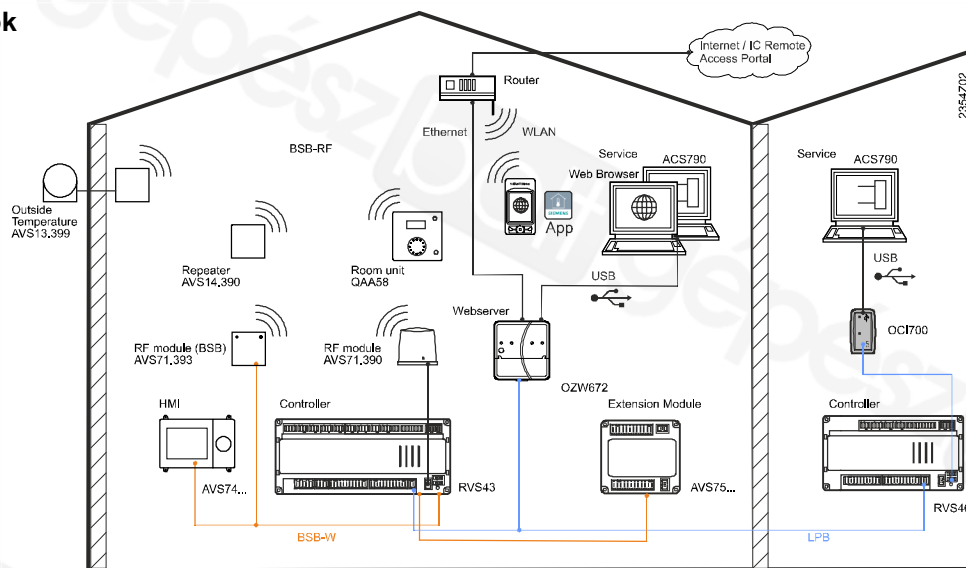 ok
Internet / IC Remote
Access Portal
2354702
Router
Ethernet
WLAN
BSB-RF
Service
ACS790
Web Browser
Service
ACS790
SIEMENS
App
Outside
Temperature
AVS13.399
Repeater
AVS14.390
Room unit
QAA58
USB
USB
Webserver
OCI700
RF module (BSB)
AVS71.393
RF module
AVS71.390
OZW672
HMI
Controller
Extension Module
Controller
AVS74...
RVS43
AVS75...
RVS46
BSB-W
LPB